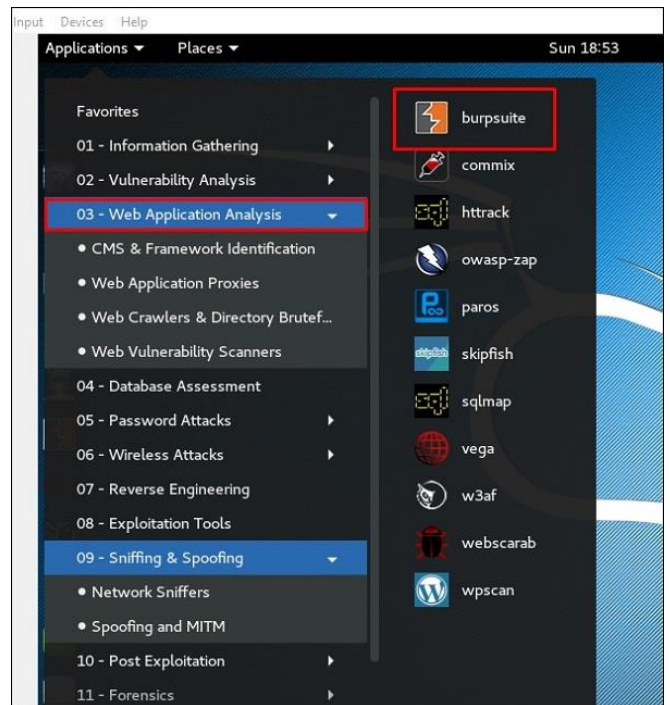 Input Devices Help
Applications Places Sun 18:53
Favorites
01 - Information Gathering
02 - Vulnerability Analysis
03 - Web Application Analysis
• CMS & Framework Identification
• Web Application Proxies
• Web Crawlers & Directory Brutef...
• Web Vulnerability Scanners
04 - Database Assessment
05 - Password Attacks
06 - Wireless Attacks
07 - Reverse Engineering
08 - Exploitation Tools
09 - Sniffing & Spoofing
• Network Sniffers
• Spoofing and MITM
10 - Post Exploitation
11 - Forensics
burpsuite
commix
httrack
owasp-zap
paros
skipfish
skipfish
sqlmap
vega
w3af
webscarab
wpscan